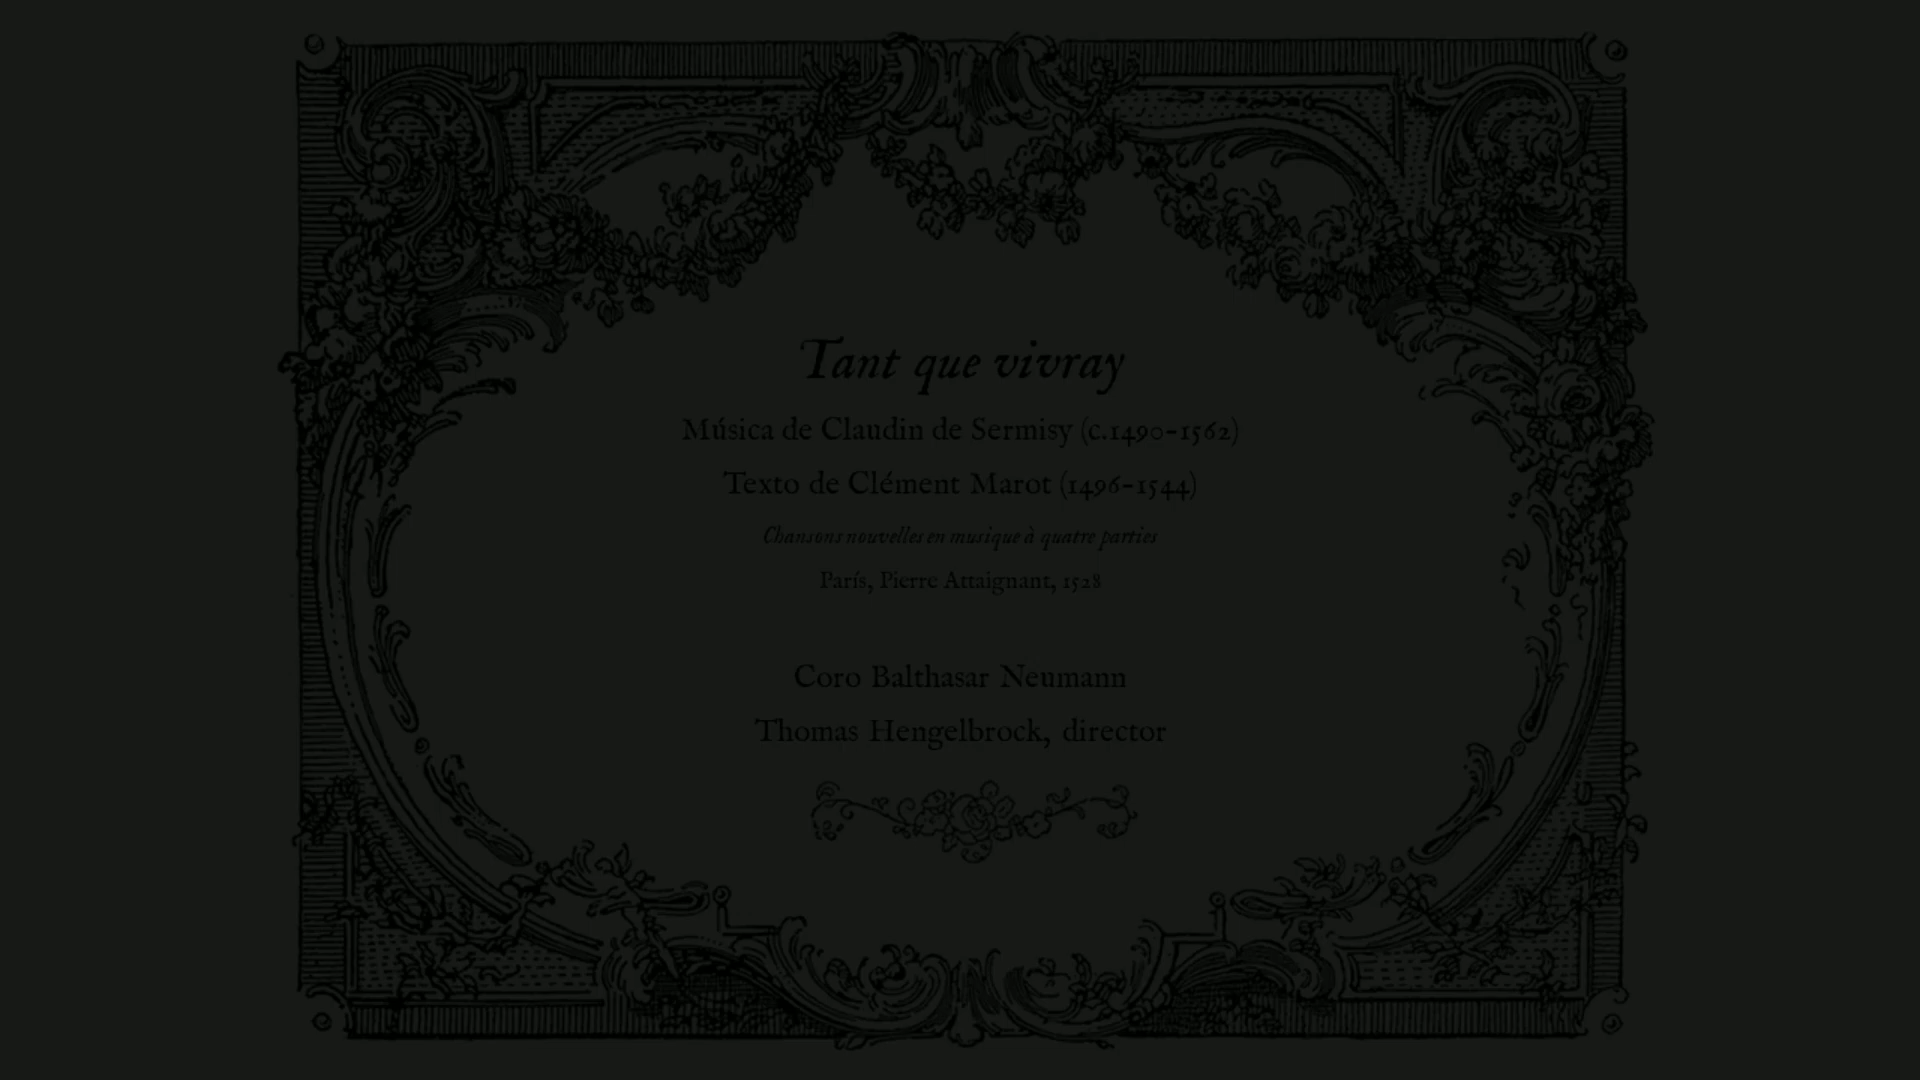 Tant que vivray
Música de Claudin de Sermisy (c.1490-1562)
Texto de Clément Marot (1496-1544)
Chansons nouvelles en musique à quatre parties
París, Pierre Attaignant, 1528
Coro Balthasar Neumann
Thomas Hengelbrock, director